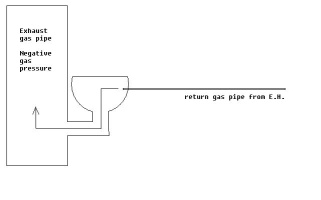 Exhaust
gas pipe
Negative
gas
pressure
return gas pipe from E.H.